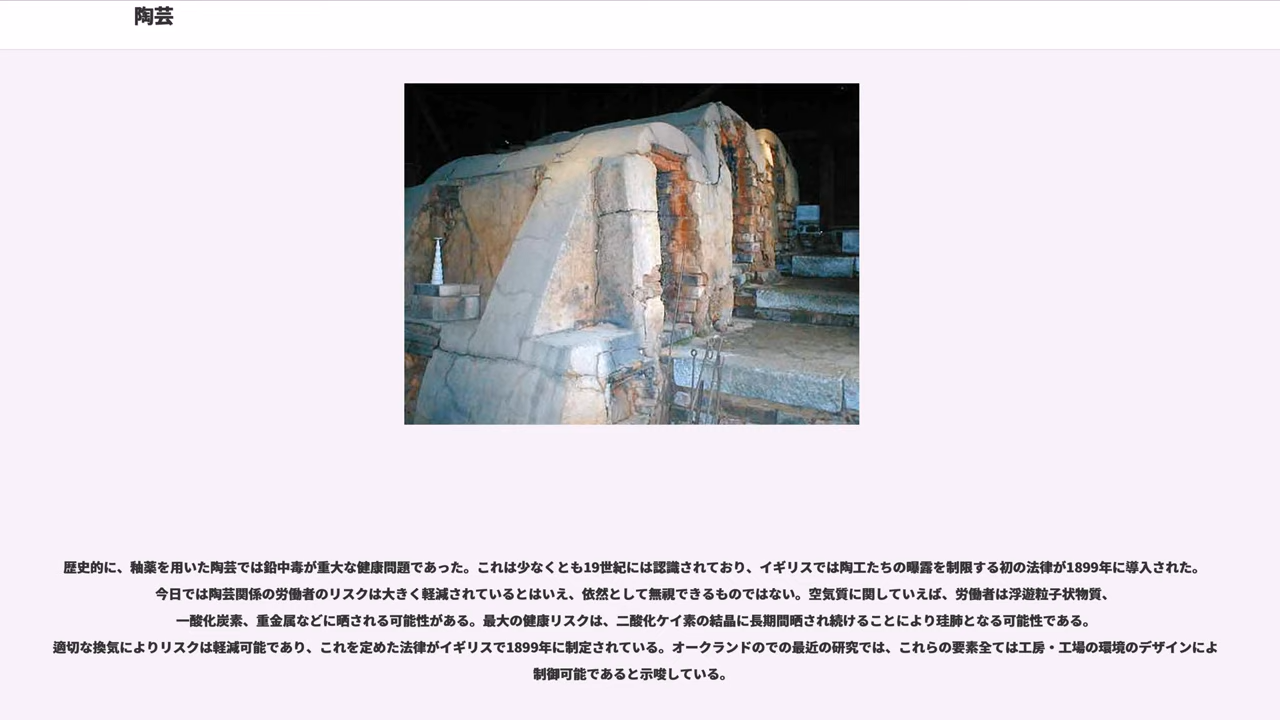 陶芸
歴史的に、釉薬を用いた陶芸では鉛中毒が重大な健康問題であった。これは少なくとも19世紀には認識されており、イギリスでは陶工たちの曝露を制限する初の法律が1899年に導入された。
今日では陶芸関係の労働者のリスクは大きく軽減されているとはいえ、依然として無視できるものではない。空気質に関していえば、労働者は浮遊粒子状物質、
一酸化炭素、重金属などに晒される可能性がある。最大の健康リスクは、二酸化ケイ素の結晶に長期間晒され続けることにより珪肺となる可能性である。
適切な換気によりリスクは軽減可能であり、これを定めた法律がイギリスで1899年に制定されている。オークランドのでの最近の研究では、これらの要素全ては工房・工場の環境のデザインによ
制御可能であると示唆している。